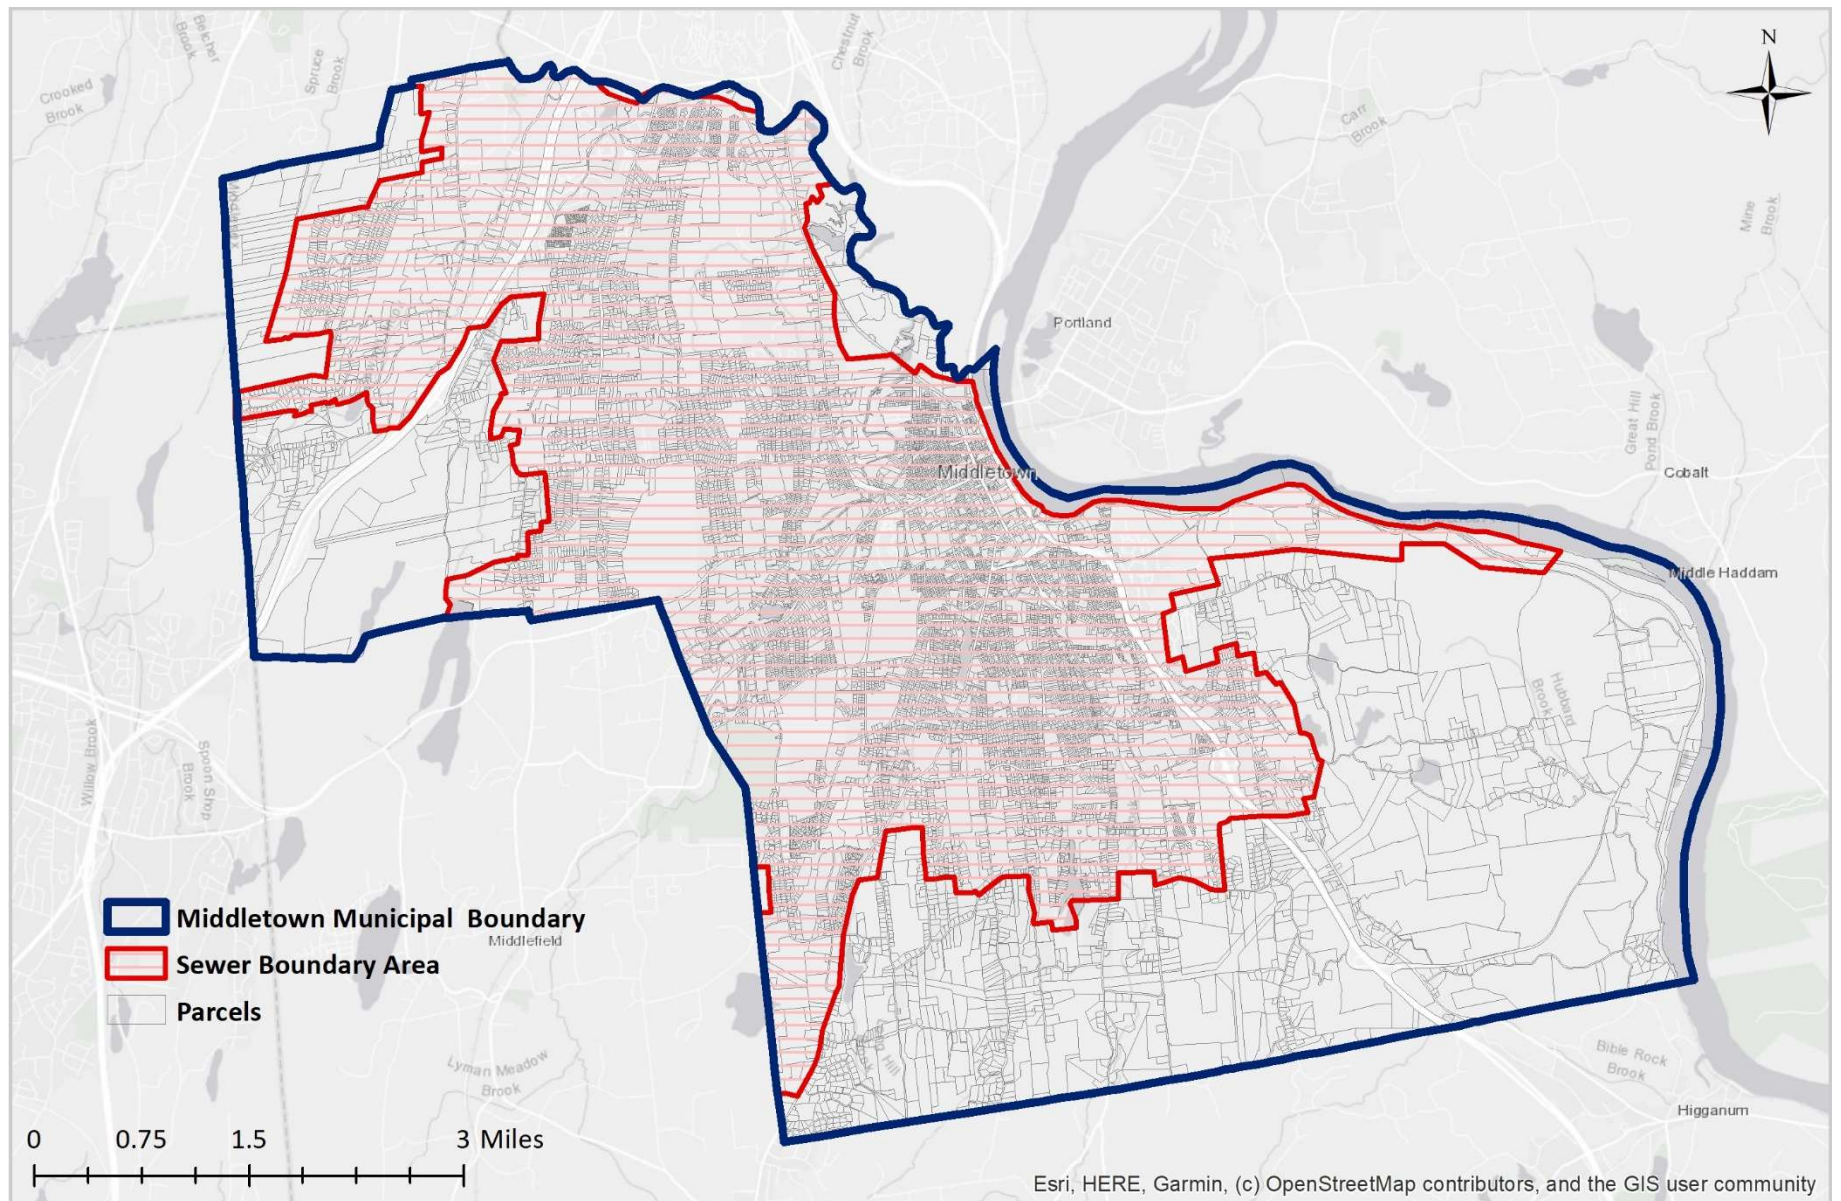 Belcher
Brook
Chestnut
Brook
N
Crooked
Brook
Spruce
Brook
Carr
Brook
Mine
Brook
Portland
Great Hill
Pond Brook
Middletown
Cobalt
Middle Haddam
Hubbard
Brook
Willow Brook
Spoon Shop
Brook
Middletown Municipal  Boundary
Middlefield
Sewer Boundary Area
Parcels
Lyman Meadow
Brook
Bible Rock
Brook
Higganum
0 0.75 1.5 3 Miles
Esri, HERE, Garmin, (c) OpenStreetMap contributors, and the GIS user community